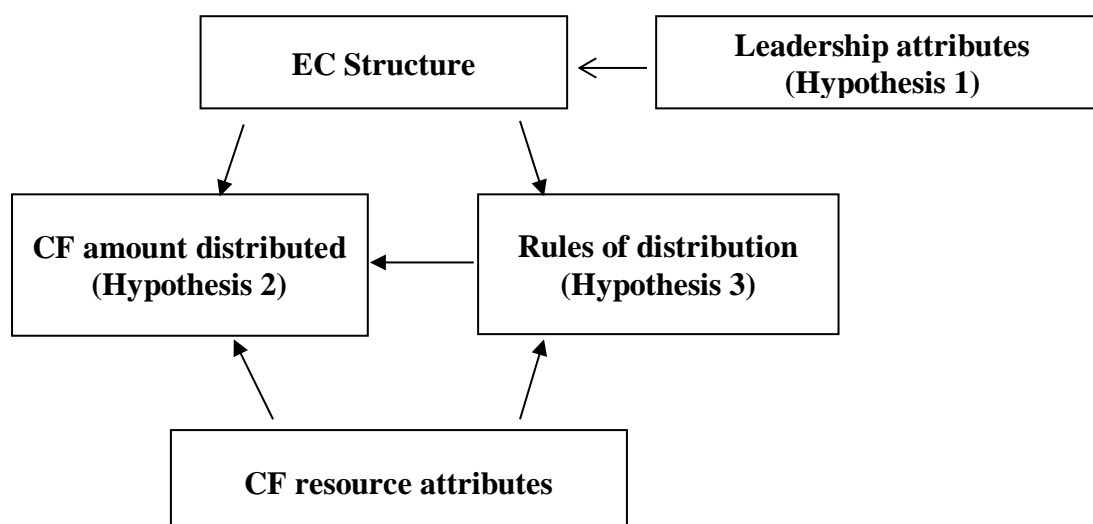 EC Structure
Leadership attributes
(Hypothesis 1)
CF amount distributed
(Hypothesis 2)
Rules of distribution
(Hypothesis 3)
CF resource attributes